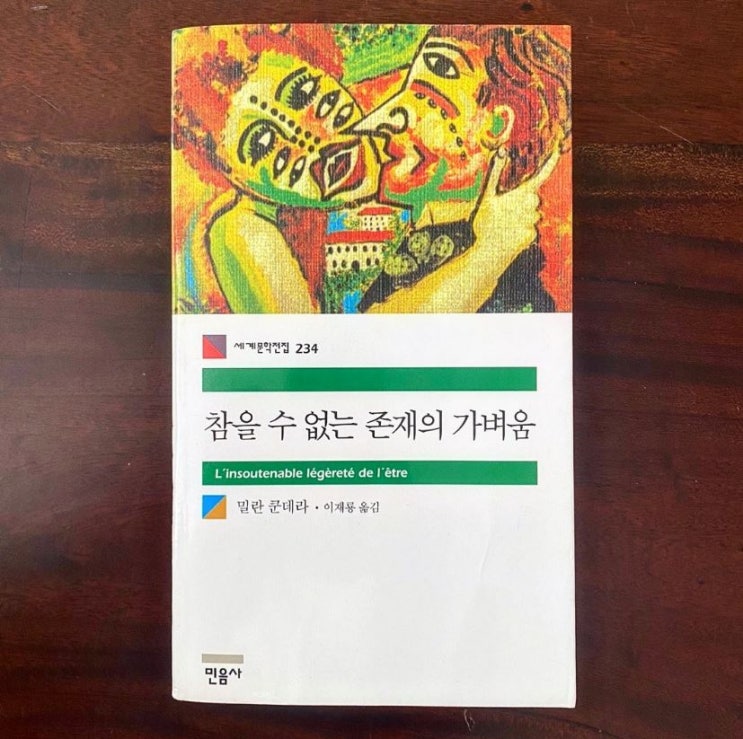 세계문학전집 234
참을 수 없는 존재의 가벼움
L'insoutenable légèreté de l'être
밀란 쿤데라 · 이재룡 옮김
민음사